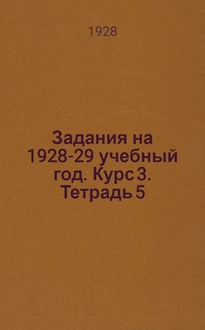 1928
Задания на
1928-29 учебный
год. Курс 3.
Тетрадь 5